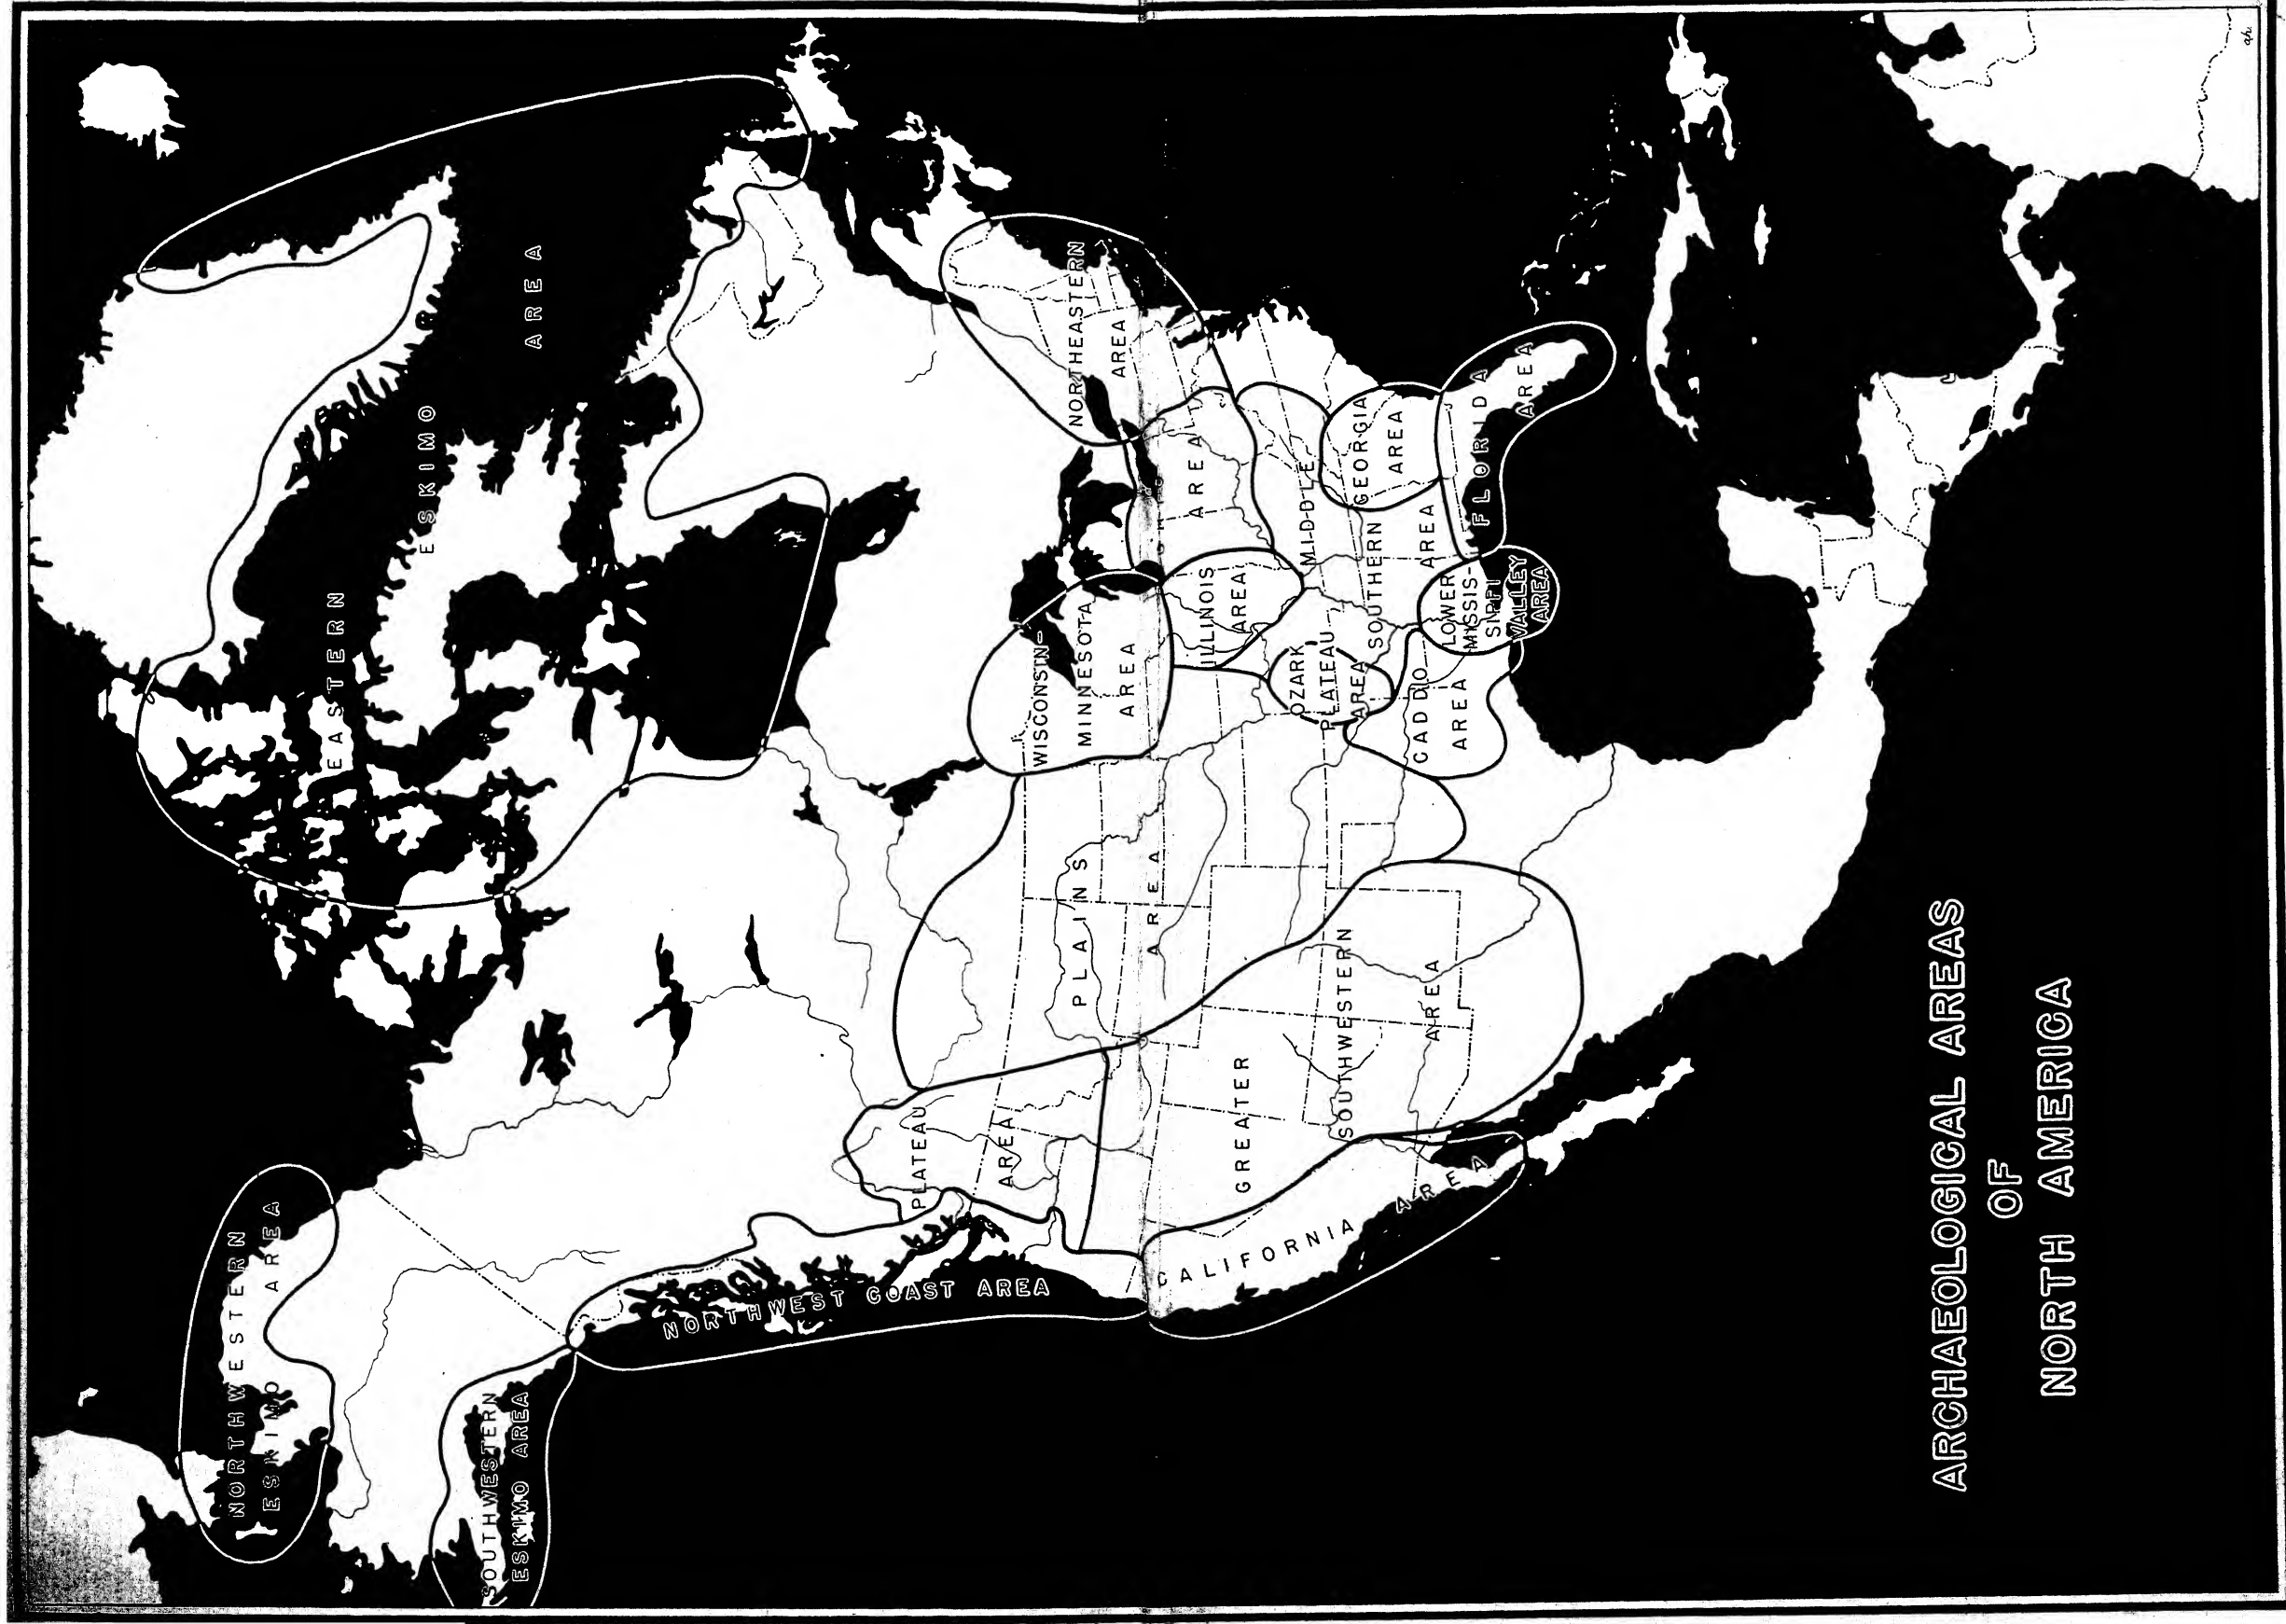 EASTERN
ESKIMO
AREA
NORTHWESTERN
ESKIMO AREA
SOUTHWESTERN
ESKIMO AREA
NORTHWEST COAST AREA
PLATEAU
AREA
PLAINS
AREA
WISCONSIN-
MINNESOTA
AREA
NORTHEASTERN
AREA
AREA
ILLINOIS
AREA
MIDDLE
SOUTHERN
AREA
GEORGIA
AREA
FLORIDA
AREA
OZARK
PLATEAU
AREA
CADDO
AREA
LOWER
MISSIS-
SIPPI
VALLEY
AREA
GREATER
SOUTHWESTERN
AREA
CALIFORNIA AREA
ARCHAEOLOGICAL AREAS
OF
NORTH AMERICA